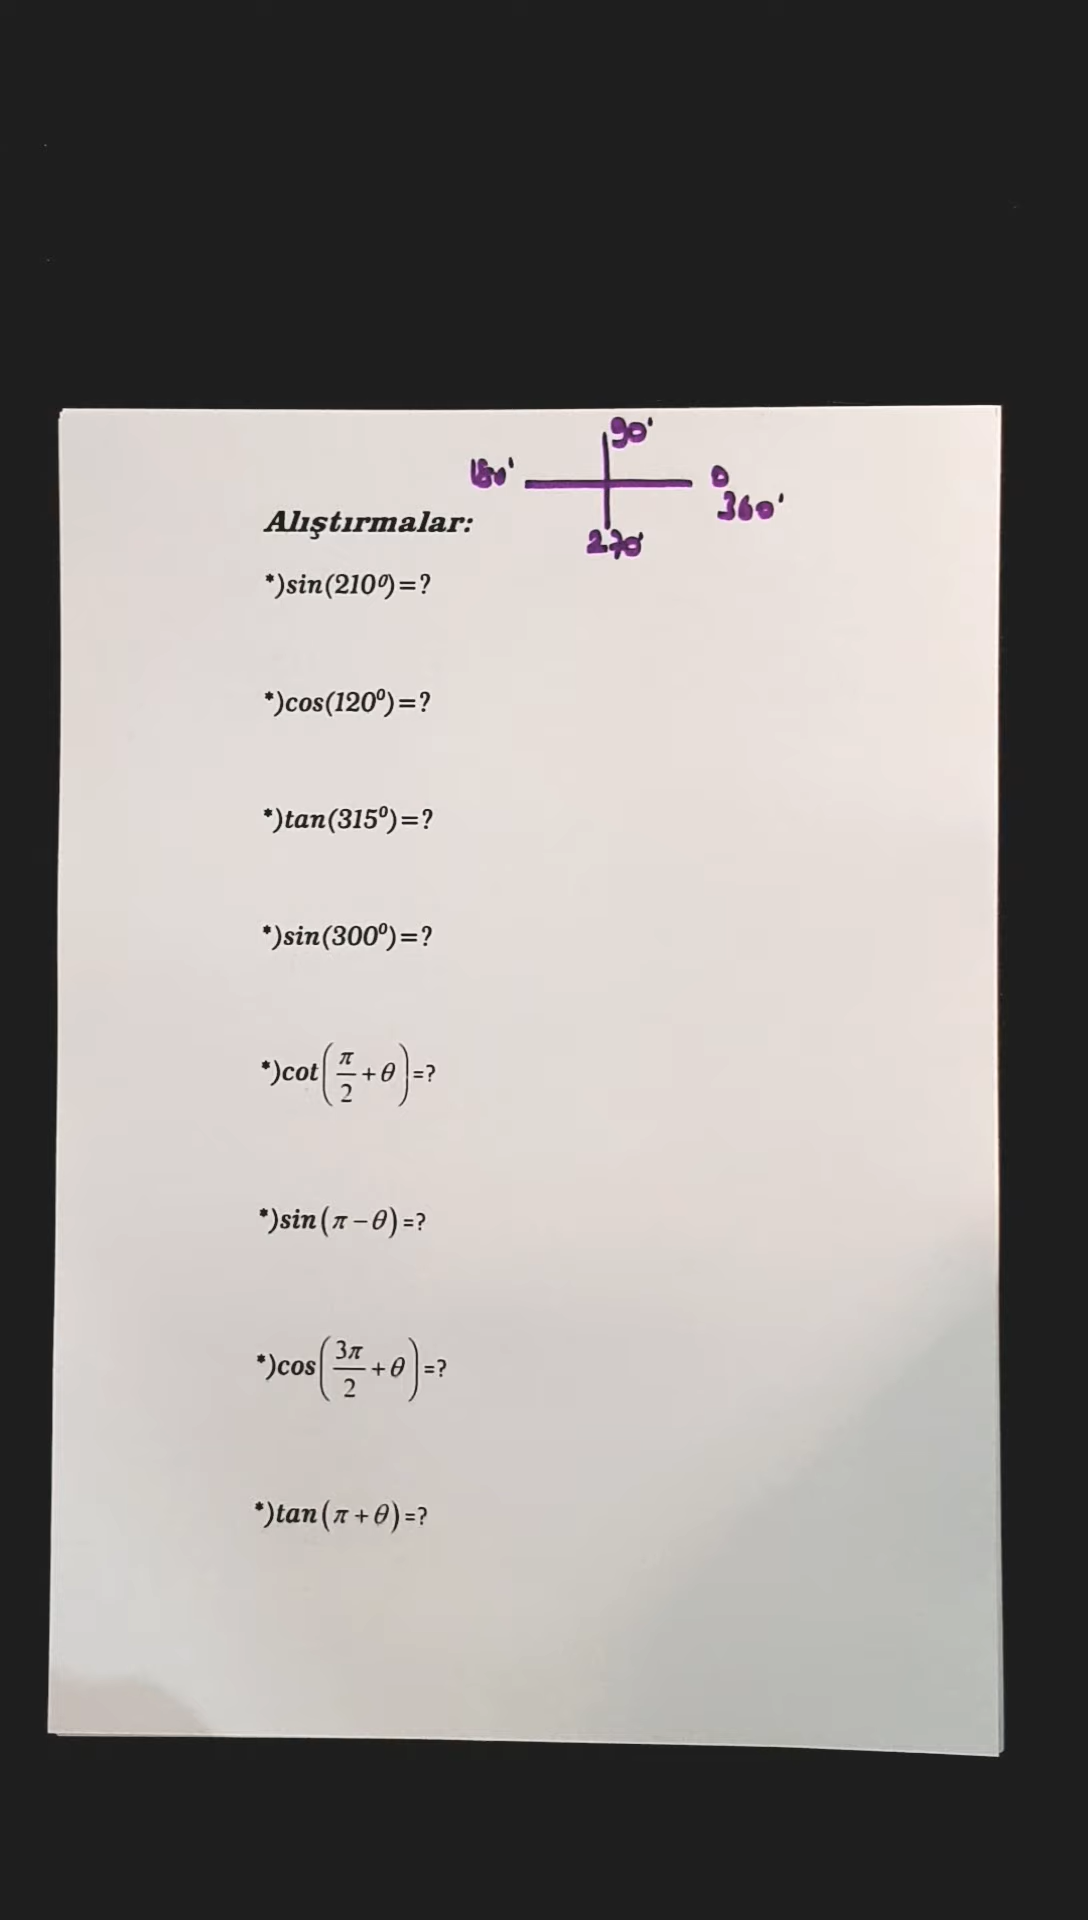 90°
180°
0
360°
270°
Alıştırmalar:
*)sin(210⁰)=?
*)cos(120⁰)=?
*)tan(315⁰)=?
*)sin(300⁰)=?
*)cot(π/2+θ)=?
*)sin(π−θ)=?
*)cos(3π/2+θ)=?
*)tan(π+θ)=?